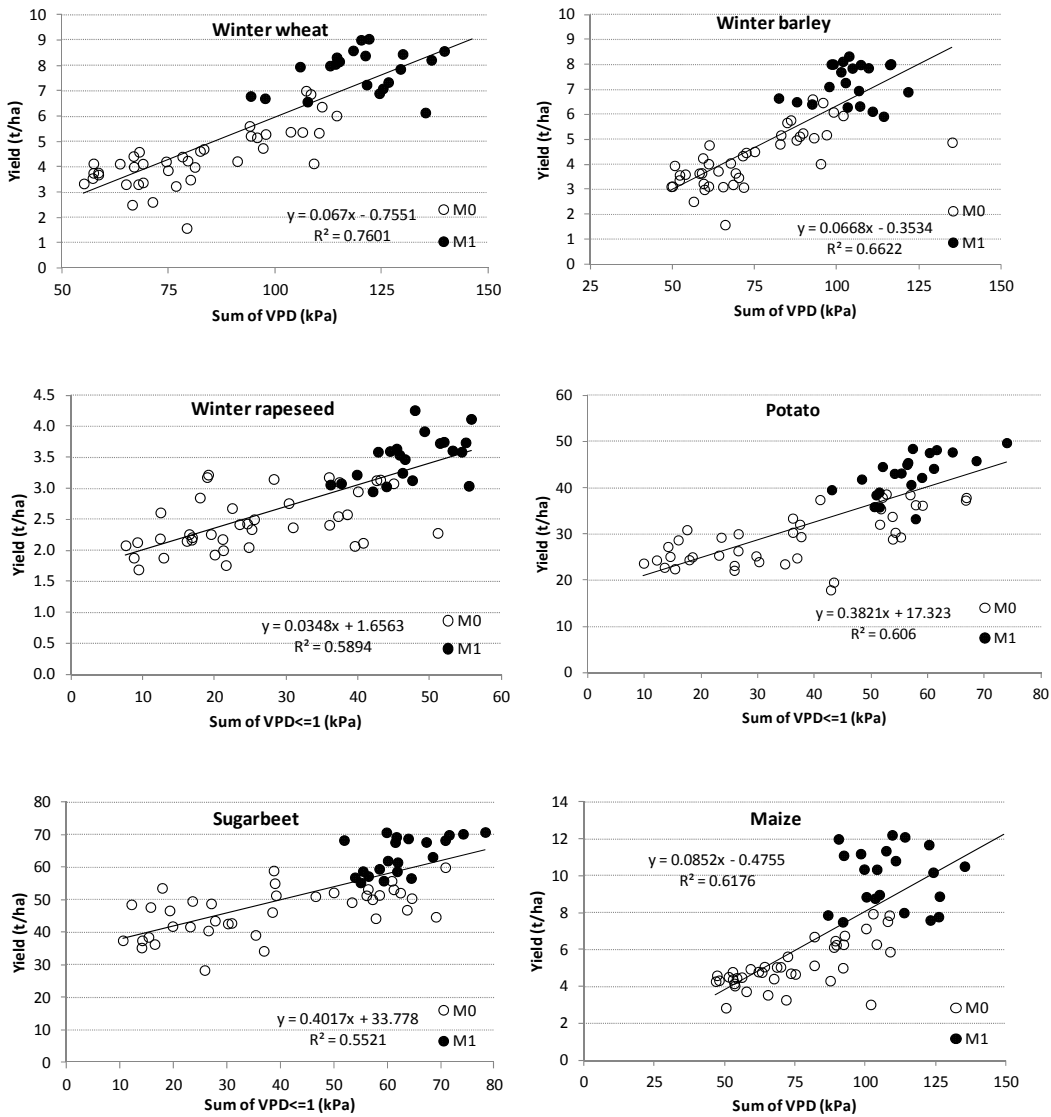 Winter wheat
Yield (t/ha)
10
9
8
7
6
5
4
3
2
1
0
y = 0.067x - 0.7551
R² = 0.7601
M0
M1
50 75 100 125 150
Sum of VPD (kPa)
Winter barley
Yield (t/ha)
10
9
8
7
6
5
4
3
2
1
0
y = 0.0668x - 0.3534
R² = 0.6622
M0
M1
25 50 75 100 125 150
Sum of VPD (kPa)
Winter rapeseed
Yield (t/ha)
4.5
4.0
3.5
3.0
2.5
2.0
1.5
1.0
0.5
0.0
y = 0.0348x + 1.6563
R² = 0.5894
M0
M1
0 10 20 30 40 50 60
Sum of VPD<=1 (kPa)
Potato
Yield (t/ha)
60
50
40
30
20
10
0
y = 0.3821x + 17.323
R² = 0.606
M0
M1
0 10 20 30 40 50 60 70 80
Sum of VPD<=1 (kPa)
Sugarbeet
Yield (t/ha)
80
70
60
50
40
30
20
10
0
y = 0.4017x + 33.778
R² = 0.5521
M0
M1
0 10 20 30 40 50 60 70 80
Sum of VPD<=1 (kPa)
Maize
Yield (t/ha)
14
12
10
8
6
4
2
0
y = 0.0852x - 0.4755
R² = 0.6176
M0
M1
0 25 50 75 100 125 150
Sum of VPD (kPa)